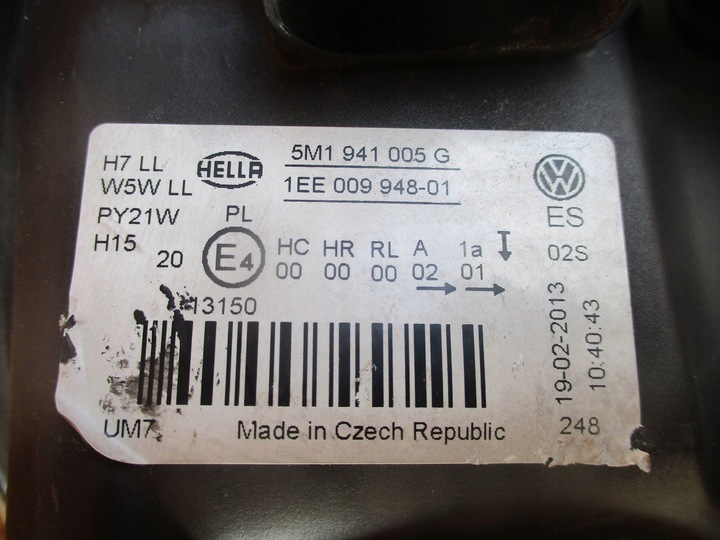 H7 LL
W5W LL
PY21W
H15
20
HELLA
5M1 941 005 G
1EE 009 948-01
PL
E4
HC HR RL A 1a
00 00 00 02 01
13150
VW
ES
02S
19-02-2013
10:40:43
UM7
Made in Czech Republic
248